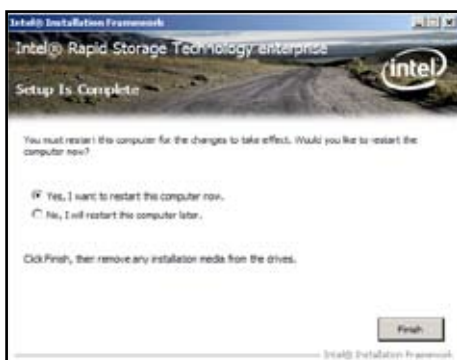 Intel® Installation Framework
Intel® Rapid Storage Technology enterprise
intel
Setup Is Complete
You must restart this computer for the changes to take effect. Would you like to restart the
computer now?
Yes, I want to restart this computer now.
No, I will restart this computer later.
Click Finish, then remove any installation media from the drives.
Finish
Intel® Installation Framework